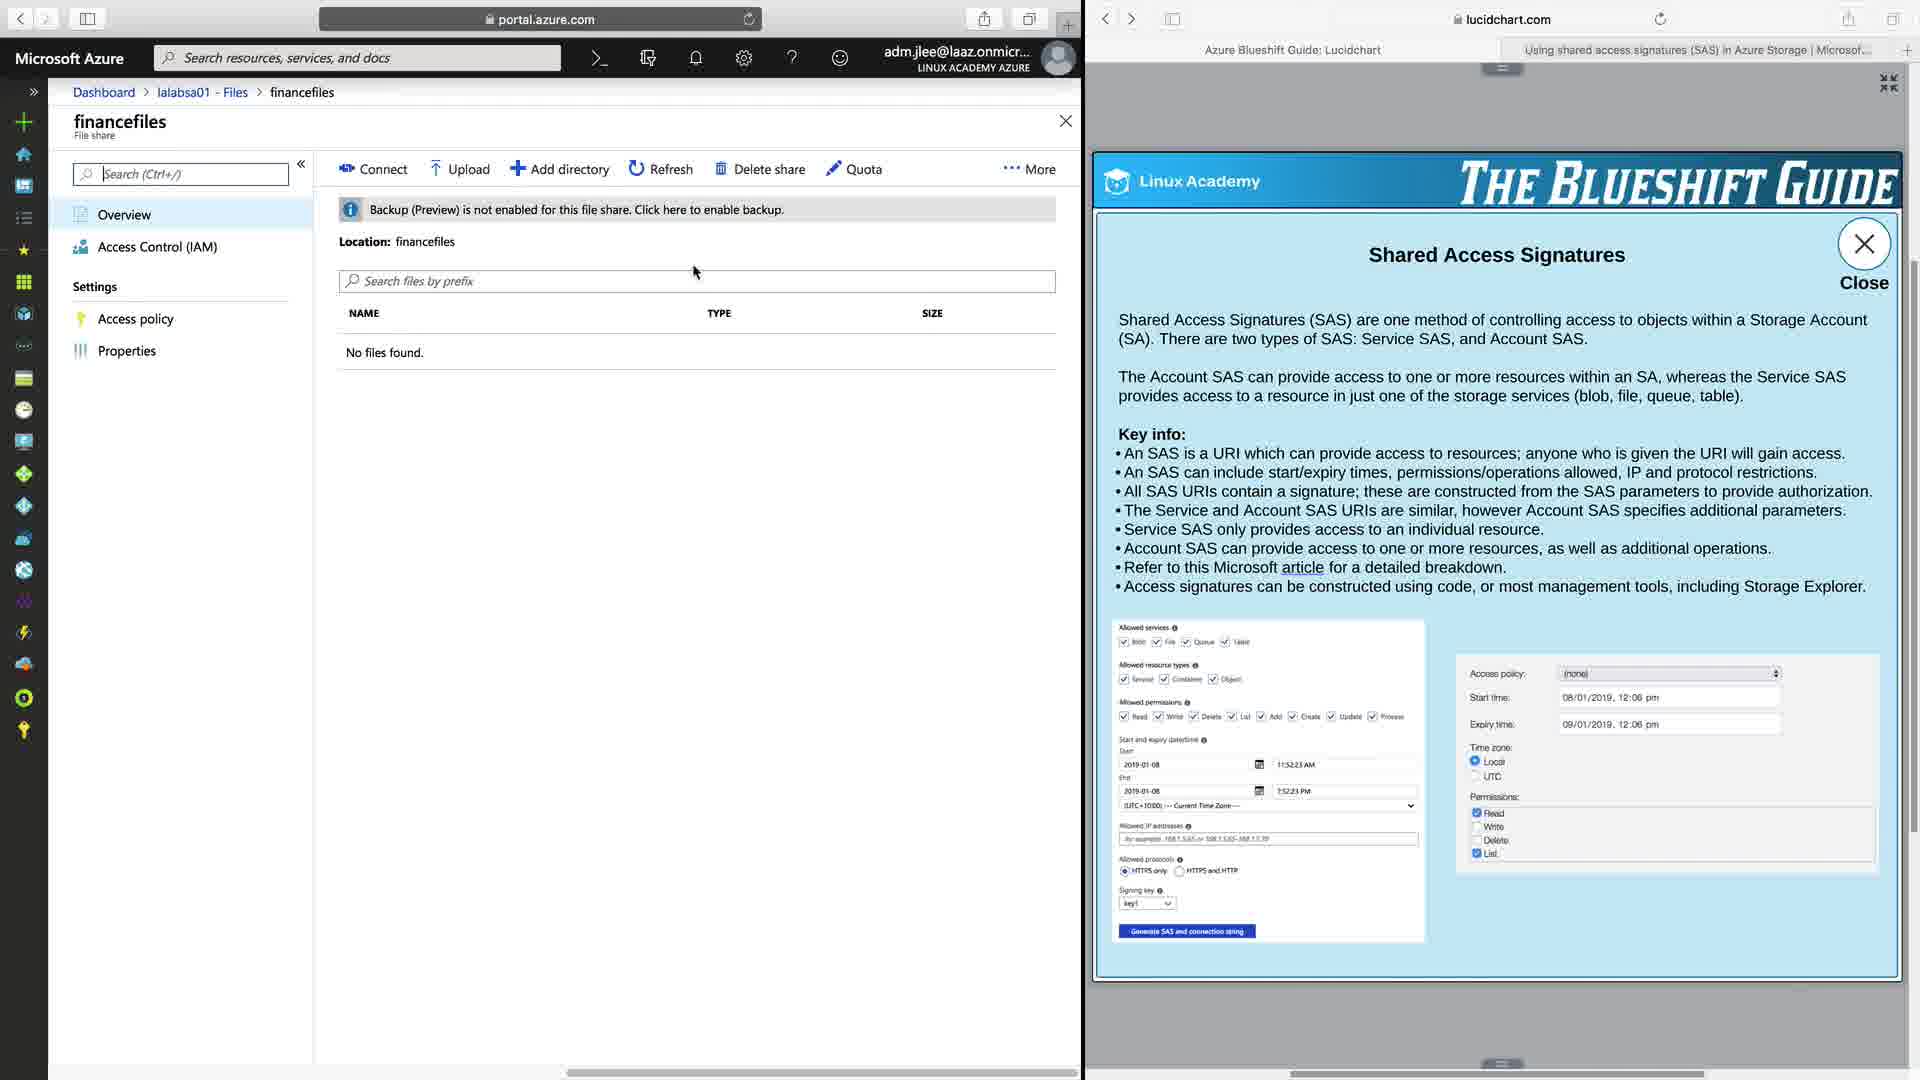 portal.azure.com
Microsoft Azure
Search resources, services, and docs
adm.jlee@laaz.onmicr...
LINUX ACADEMY AZURE
Dashboard > lalabsa01 - Files > financefiles
financefiles
File share
Search (Ctrl+/)
Overview
Access Control (IAM)
Settings
Access policy
Properties
Connect
Upload
Add directory
Refresh
Delete share
Quota
More
Backup (Preview) is not enabled for this file share. Click here to enable backup.
Location: financefiles
Search files by prefix
NAME TYPE SIZE
No files found.
lucidchart.com
Azure Blueshift Guide: Lucidchart
Using shared access signatures (SAS) in Azure Storage | Microsof...
Linux Academy
THE BLUESHIFT GUIDE
Shared Access Signatures
Close
Shared Access Signatures (SAS) are one method of controlling access to objects within a Storage Account
(SA). There are two types of SAS: Service SAS, and Account SAS.
The Account SAS can provide access to one or more resources within an SA, whereas the Service SAS
provides access to a resource in just one of the storage services (blob, file, queue, table).
Key info:
• An SAS is a URI which can provide access to resources; anyone who is given the URI will gain access.
• An SAS can include start/expiry times, permissions/operations allowed, IP and protocol restrictions.
• All SAS URIs contain a signature; these are constructed from the SAS parameters to provide authorization.
• The Service and Account SAS URIs are similar, however Account SAS specifies additional parameters.
• Service SAS only provides access to an individual resource.
• Account SAS can provide access to one or more resources, as well as additional operations.
• Refer to this Microsoft article for a detailed breakdown.
• Access signatures can be constructed using code, or most management tools, including Storage Explorer.
Allowed services
Blob File Queue Table
Allowed resource types
Service Container Object
Allowed permissions
Read Write Delete List Add Create Update Process
Start and expiry date/time
Start
2019-01-08 11:52:23 AM
End
2019-01-08 7:52:23 PM
(UTC+10:00) --- Current Time Zone ---
Allowed IP addresses
for example, 168.1.5.65 or 168.1.5.65-168.1.5.70
Allowed protocols
HTTPS only HTTPS and HTTP
Signing key
key1
Generate SAS and connection string
Access policy: (none)
Start time: 08/01/2019, 12:06 pm
Expiry time: 09/01/2019, 12:06 pm
Time zone:
Local
UTC
Permissions:
Read
Write
Delete
List